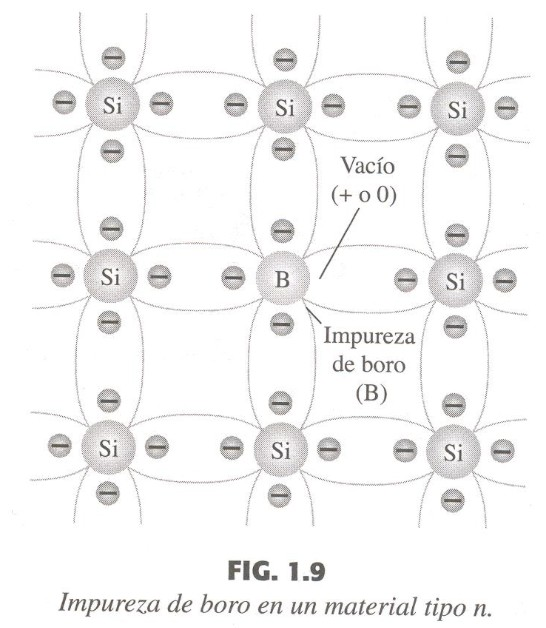 Si Si Si
Vacío
(+ o 0)
Si B Si
Impureza
de boro
(B)
Si Si Si
FIG. 1.9
Impureza de boro en un material tipo n.